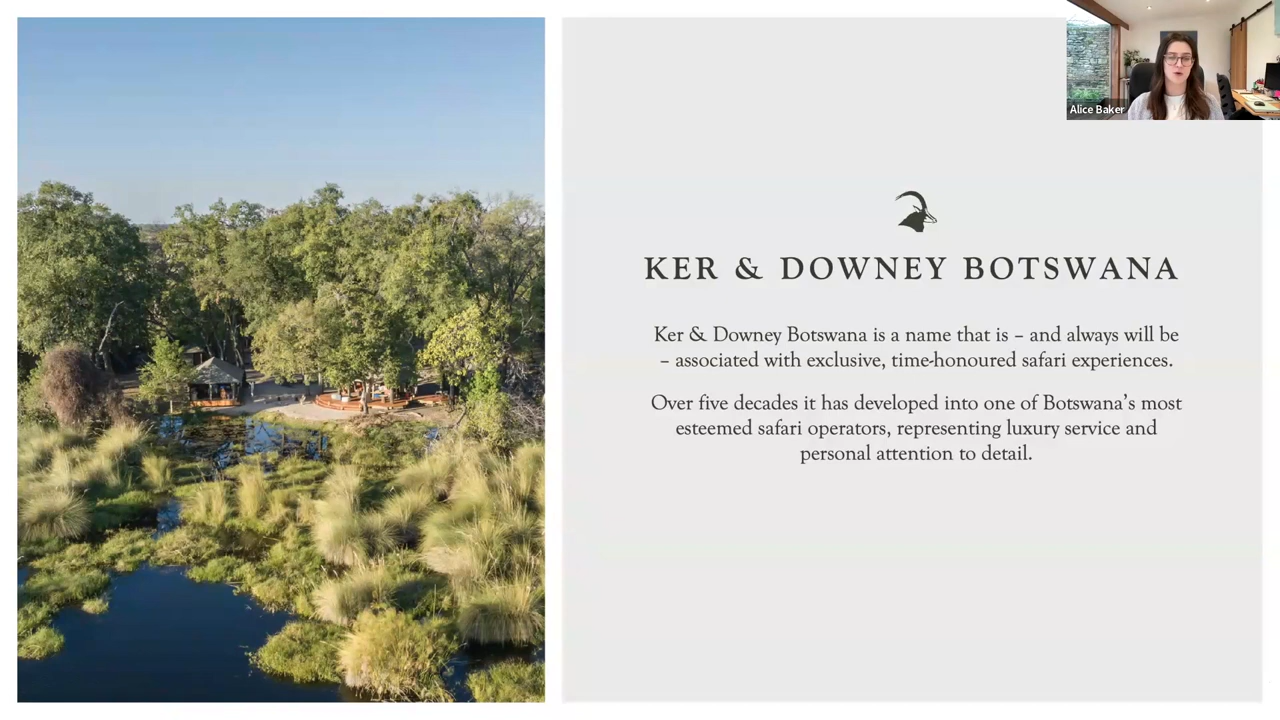 Alice Baker
KER & DOWNEY BOTSWANA
Ker & Downey Botswana is a name that is – and always will be
– associated with exclusive, time-honoured safari experiences.
Over five decades it has developed into one of Botswana's most
esteemed safari operators, representing luxury service and
personal attention to detail.